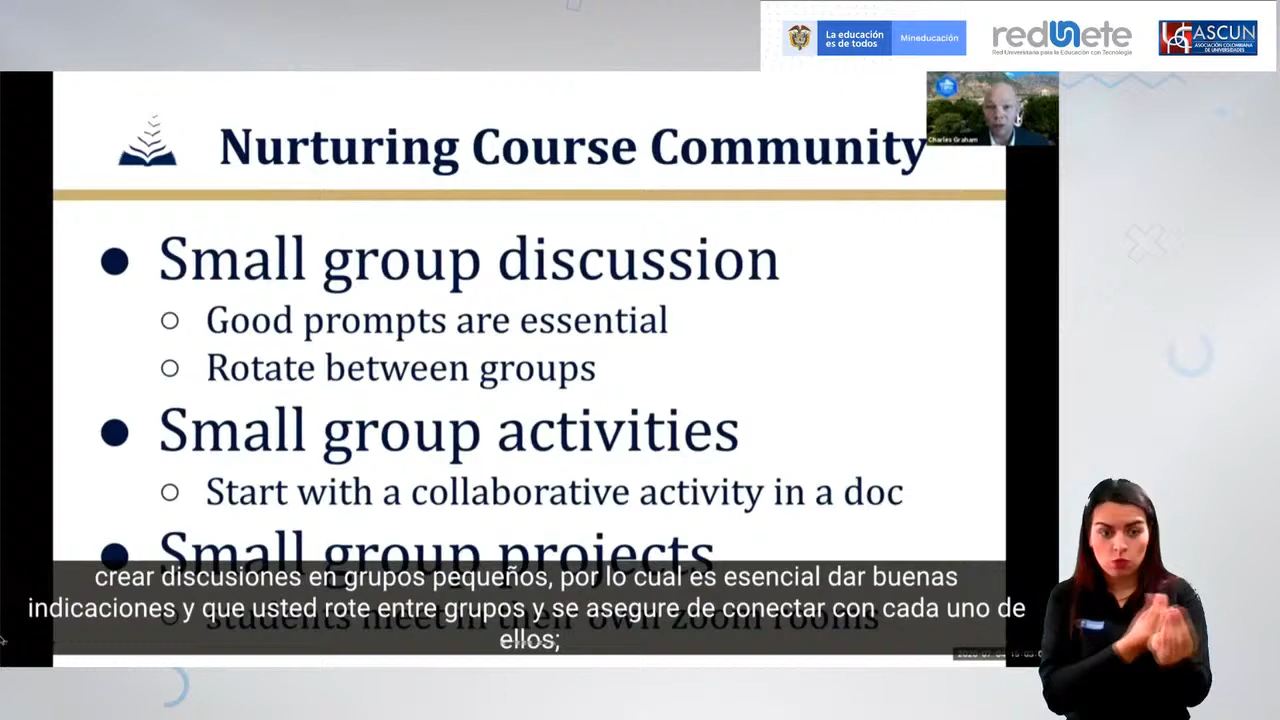 La educación
es de todos
Mineducación
redunete
Red Universitaria para la Educación con Tecnología
ASCUN
ASOCIACIÓN COLOMBIANA
DE UNIVERSIDADES
Charles Graham
Nurturing Course Community
● Small group discussion
○ Good prompts are essential
○ Rotate between groups
● Small group activities
○ Start with a collaborative activity in a doc
● Small group projects
○ Students meet in their own zoom rooms
crear discusiones en grupos pequeños, por lo cual es esencial dar buenas
indicaciones y que usted rote entre grupos y se asegure de conectar con cada uno de
ellos;